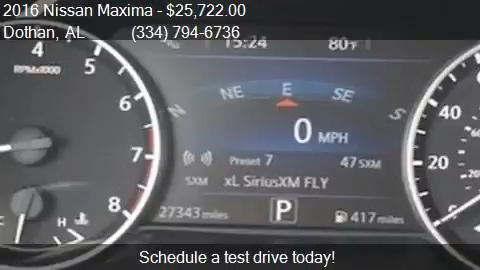 2016 Nissan Maxima - $25,722.00
Dothan, AL (334) 794-6736
15:24 80°F
4 5 6 7 8
RPMx1000
N NE E SE S
0 MPH
Preset 7 47 SXM
SXM xL SiriusXM FLY
27343 miles P 417 miles
H
40
20
0
Schedule a test drive today!